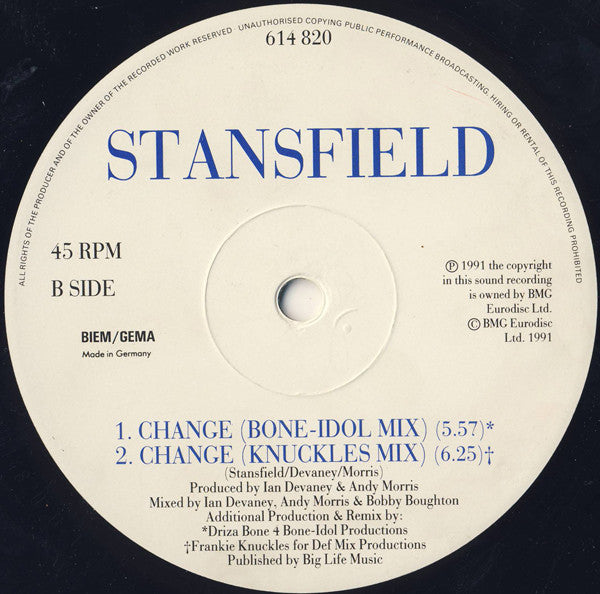 ALL RIGHTS OF THE PRODUCER AND OF THE OWNER OF THE RECORDED WORK RESERVED · UNAUTHORISED COPYING PUBLIC PERFORMANCE BROADCASTING, HIRING OR RENTAL OF THIS RECORDING PROHIBITED
614 820
STANSFIELD
45 RPM
B SIDE
BIEM/GEMA
Made in Germany
Ⓟ 1991 the copyright
in this sound recording
is owned by BMG
Eurodisc Ltd.
© BMG Eurodisc
Ltd. 1991
1. CHANGE (BONE-IDOL MIX) (5.57)*
2. CHANGE (KNUCKLES MIX) (6.25)†
(Stansfield/Devaney/Morris)
Produced by Ian Devaney & Andy Morris
Mixed by Ian Devaney, Andy Morris & Bobby Boughton
Additional Production & Remix by:
*Driza Bone 4 Bone-Idol Productions
†Frankie Knuckles for Def Mix Productions
Published by Big Life Music